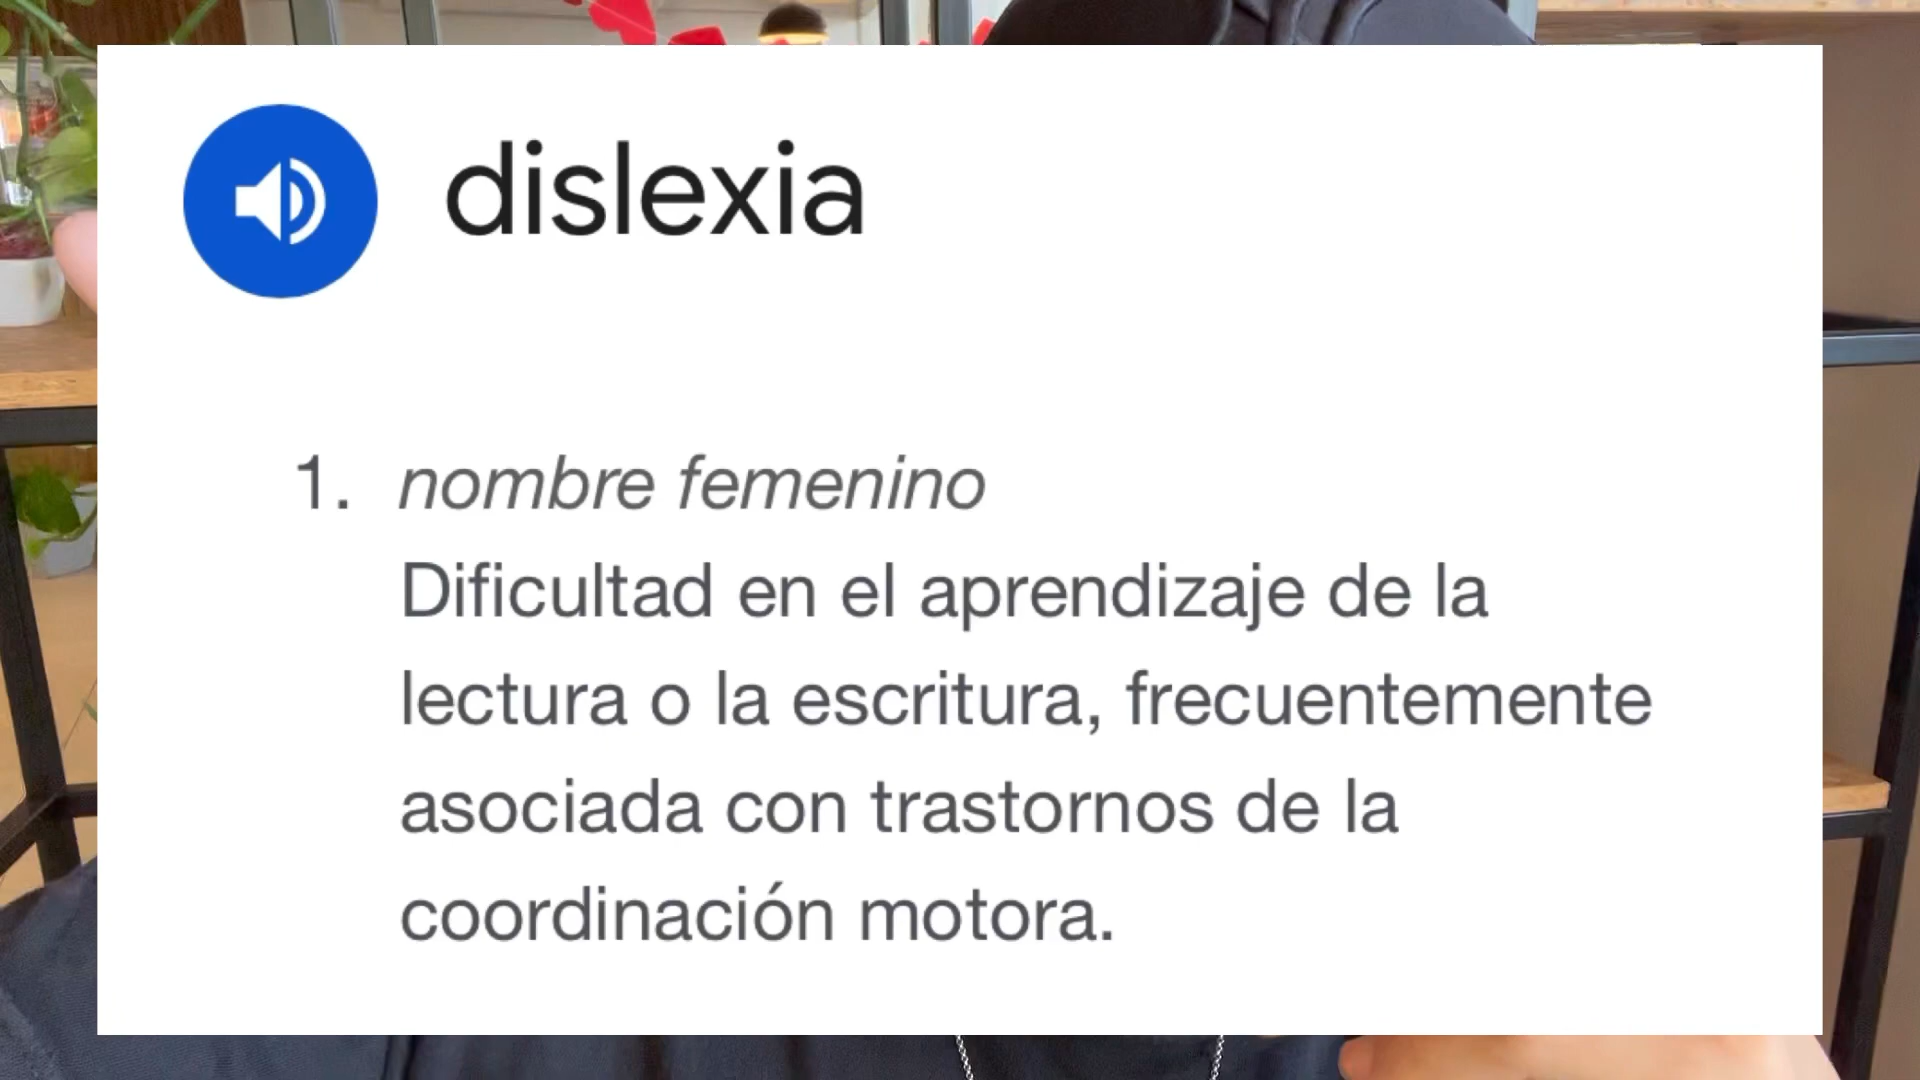 dislexia
1. nombre femenino
Dificultad en el aprendizaje de la
lectura o la escritura, frecuentemente
asociada con trastornos de la
coordinación motora.